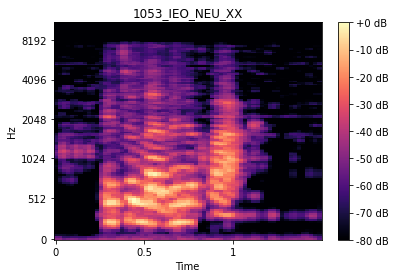 1053_IEO_NEU_XX
+0 dB
8192
-10 dB
4096
-20 dB
-30 dB
2048
Hz
-40 dB
1024
-50 dB
512
-60 dB
-70 dB
0
-80 dB
0
0.5
1
Time